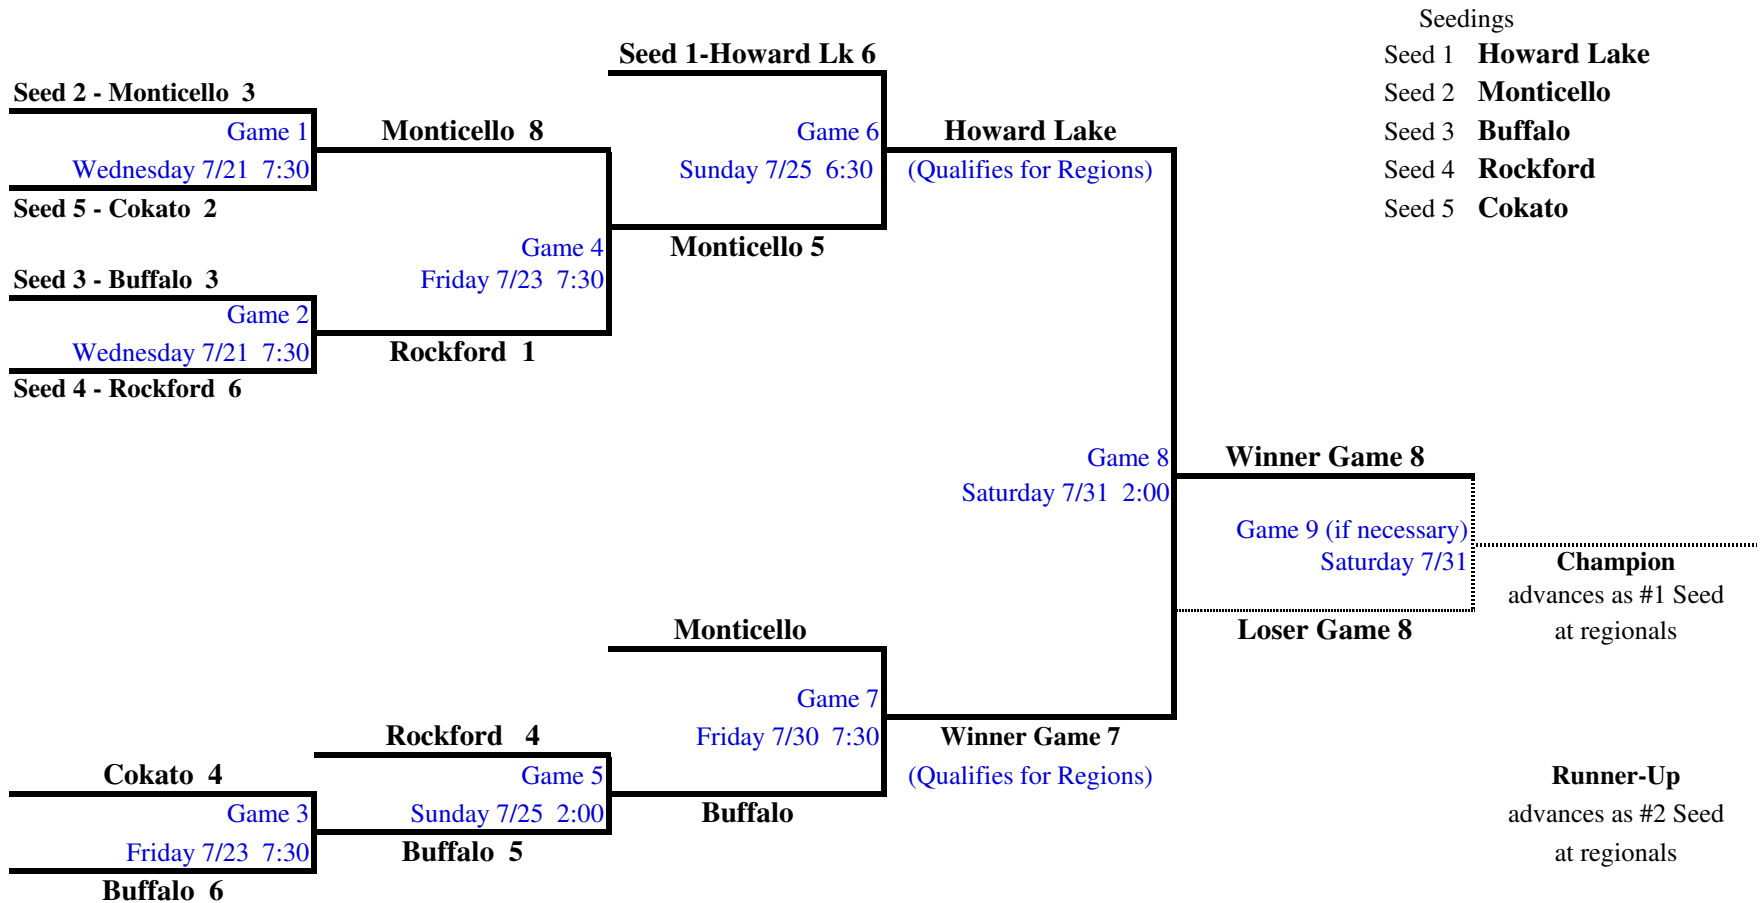 Seedings
Seed 1 Howard Lake
Seed 2 Monticello
Seed 3 Buffalo
Seed 4 Rockford
Seed 5 Cokato
Seed 2 - Monticello 3
Game 1
Wednesday 7/21 7:30
Seed 5 - Cokato 2
Seed 3 - Buffalo 3
Game 2
Wednesday 7/21 7:30
Seed 4 - Rockford 6
Monticello 8
Game 4
Friday 7/23 7:30
Rockford 1
Seed 1-Howard Lk 6
Game 6
Sunday 7/25 6:30
Monticello 5
Howard Lake
(Qualifies for Regions)
Game 8
Saturday 7/31 2:00
Winner Game 8
Game 9 (if necessary)
Saturday 7/31
Loser Game 8
Champion
advances as #1 Seed
at regionals
Cokato 4
Game 3
Friday 7/23 7:30
Buffalo 6
Rockford 4
Game 5
Sunday 7/25 2:00
Buffalo 5
Monticello
Game 7
Friday 7/30 7:30
Buffalo
Winner Game 7
(Qualifies for Regions)
Runner-Up
advances as #2 Seed
at regionals